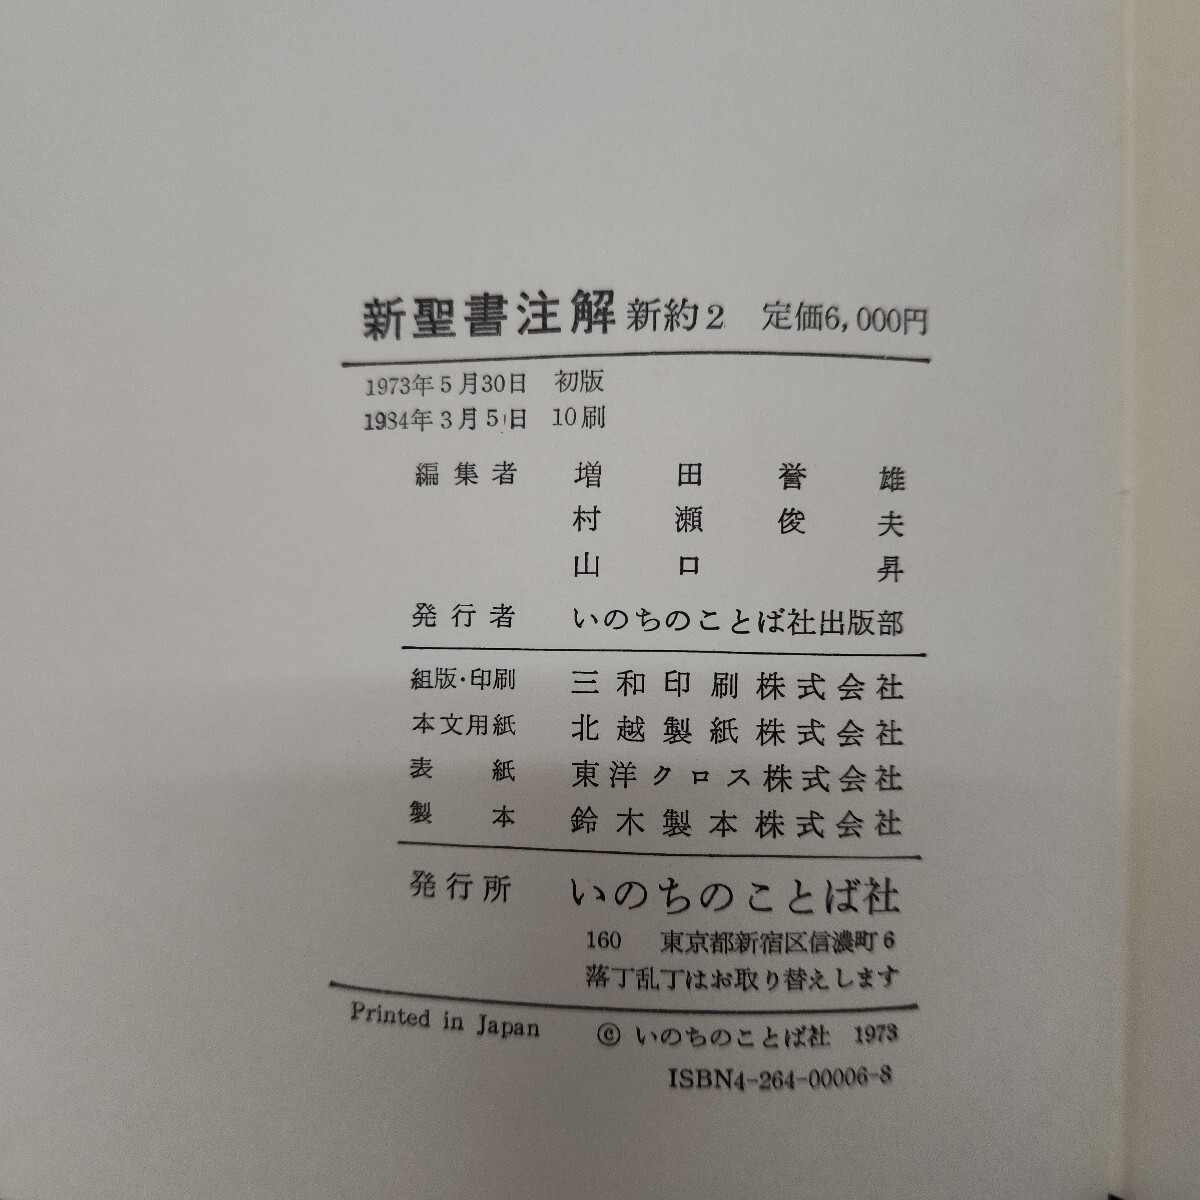 新聖書注解 新約2 定価6,000円
1973年5月30日 初版
1984年3月5日 10刷
編集者 増田誉雄
村瀬俊夫
山口昇
発行者 いのちのことば社出版部
組版・印刷 三和印刷株式会社
本文用紙 北越製紙株式会社
表紙 東洋クロス株式会社
製本 鈴木製本株式会社
発行所 いのちのことば社
160 東京都新宿区信濃町6
落丁乱丁はお取り替えします
Printed in Japan © いのちのことば社 1973
ISBN4-264-00006-8